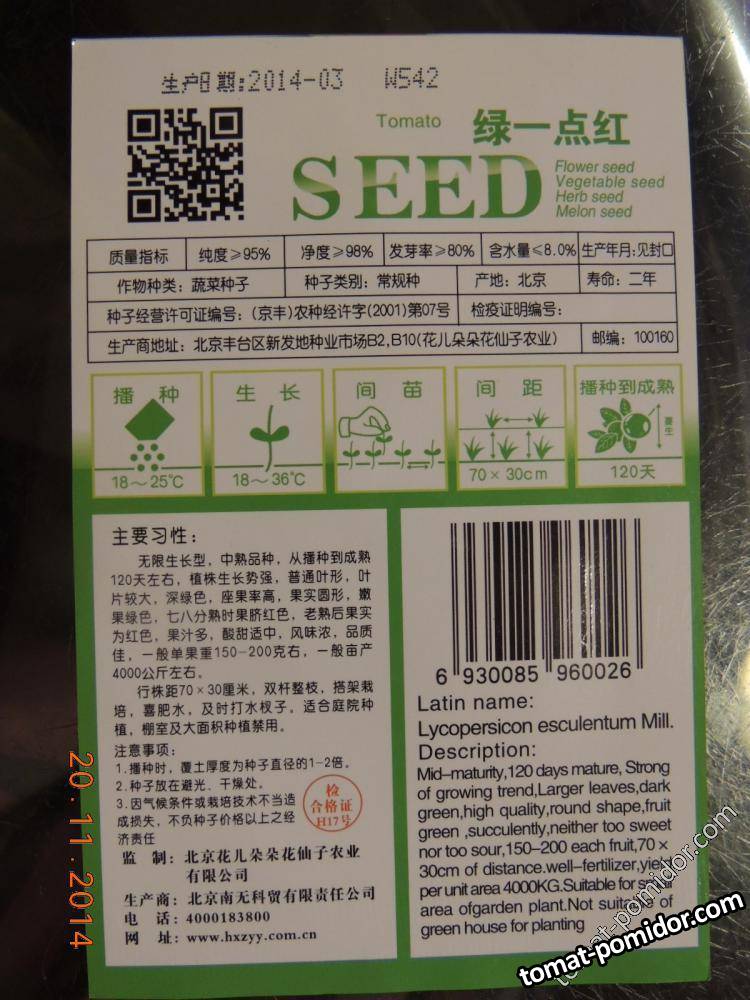 生产日期:2014-03 W542
Tomato 绿一点红
SEED
Flower seed
Vegetable seed
Herb seed
Melon seed
质量指标 纯度≥95% 净度≥98% 发芽率≥80% 含水量≤8.0% 生产年月:见封口
作物种类：蔬菜种子 种子类别：常规种 产地：北京 寿命：二年
种子经营许可证编号：(京丰)农种经许字(2001)第07号 检疫证明编号：
生产商地址：北京丰台区新发地种业市场B2,B10(花儿朵朵花仙子农业) 邮编：100160
播种 生长 间苗 间距 播种到成熟
蔓生
18～25℃ 18～36℃ 70×30cm 120天
主要习性：
无限生长型，中熟品种，从播种到成熟
120天左右，植株生长势强，普通叶形，叶
片较大，深绿色，座果率高，果实圆形，嫩
果绿色，七八分熟时果脐红色，老熟后果实
为红色，果汁多，酸甜适中，风味浓，品质
佳，一般单果重150-200克右，一般亩产
4000公斤左右。
行株距70×30厘米，双杆整枝，搭架栽
培，喜肥水，及时打水杈子，适合庭院种
植，棚室及大面积种植禁用。
注意事项：
1.播种时，覆土厚度为种子直径的1-2倍。
2.种子放在避光、干燥处。
3.因气候条件或栽培技术不当造
成损失，不负种子价格以上之经
济责任
检
合格证
H17号
监 制：北京花儿朵朵花仙子农业
有限公司
生产商：北京南无科贸有限责任公司
电 话：4000183800
网 址：www.hxzyy.com.cn
6 930085 960026
Latin name:
Lycopersicon esculentum Mill.
Description:
Mid-maturity,120 days mature, Strong
of growing trend,Larger leaves,dark
green,high quality,round shape,fruit
green ,succulently,neither too sweet
nor too sour,150-200 each fruit,70×
30cm of distance.well-fertilizer,yield
per unit area 4000KG.Suitable for small
area ofgarden plant.Not suitable of
green house for planting
20.11.2014
tomat-pomidor.com
tomat-pomidor.com